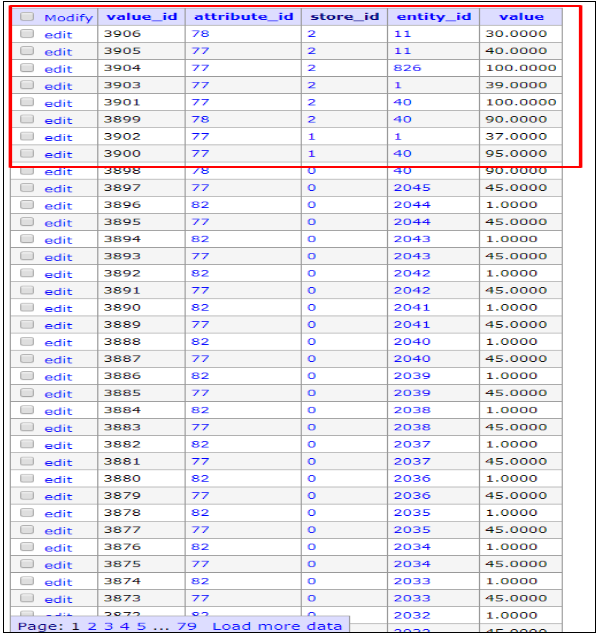 Modify value_id attribute_id store_id entity_id value
edit 3906 78 2 11 30.0000
edit 3905 77 2 11 40.0000
edit 3904 77 2 826 100.0000
edit 3903 77 2 1 39.0000
edit 3901 77 2 40 100.0000
edit 3899 78 2 40 90.0000
edit 3902 77 1 1 37.0000
edit 3900 77 1 40 95.0000
edit 3898 78 0 40 90.0000
edit 3897 77 0 2045 45.0000
edit 3896 82 0 2044 1.0000
edit 3895 77 0 2044 45.0000
edit 3894 82 0 2043 1.0000
edit 3893 77 0 2043 45.0000
edit 3892 82 0 2042 1.0000
edit 3891 77 0 2042 45.0000
edit 3890 82 0 2041 1.0000
edit 3889 77 0 2041 45.0000
edit 3888 82 0 2040 1.0000
edit 3887 77 0 2040 45.0000
edit 3886 82 0 2039 1.0000
edit 3885 77 0 2039 45.0000
edit 3884 82 0 2038 1.0000
edit 3883 77 0 2038 45.0000
edit 3882 82 0 2037 1.0000
edit 3881 77 0 2037 45.0000
edit 3880 82 0 2036 1.0000
edit 3879 77 0 2036 45.0000
edit 3878 82 0 2035 1.0000
edit 3877 77 0 2035 45.0000
edit 3876 82 0 2034 1.0000
edit 3875 77 0 2034 45.0000
edit 3874 82 0 2033 1.0000
edit 3873 77 0 2033 45.0000
3872 82 0 2032 1.0000
Page: 1 2 3 4 5 ... 79 Load more data 2032 45.0000